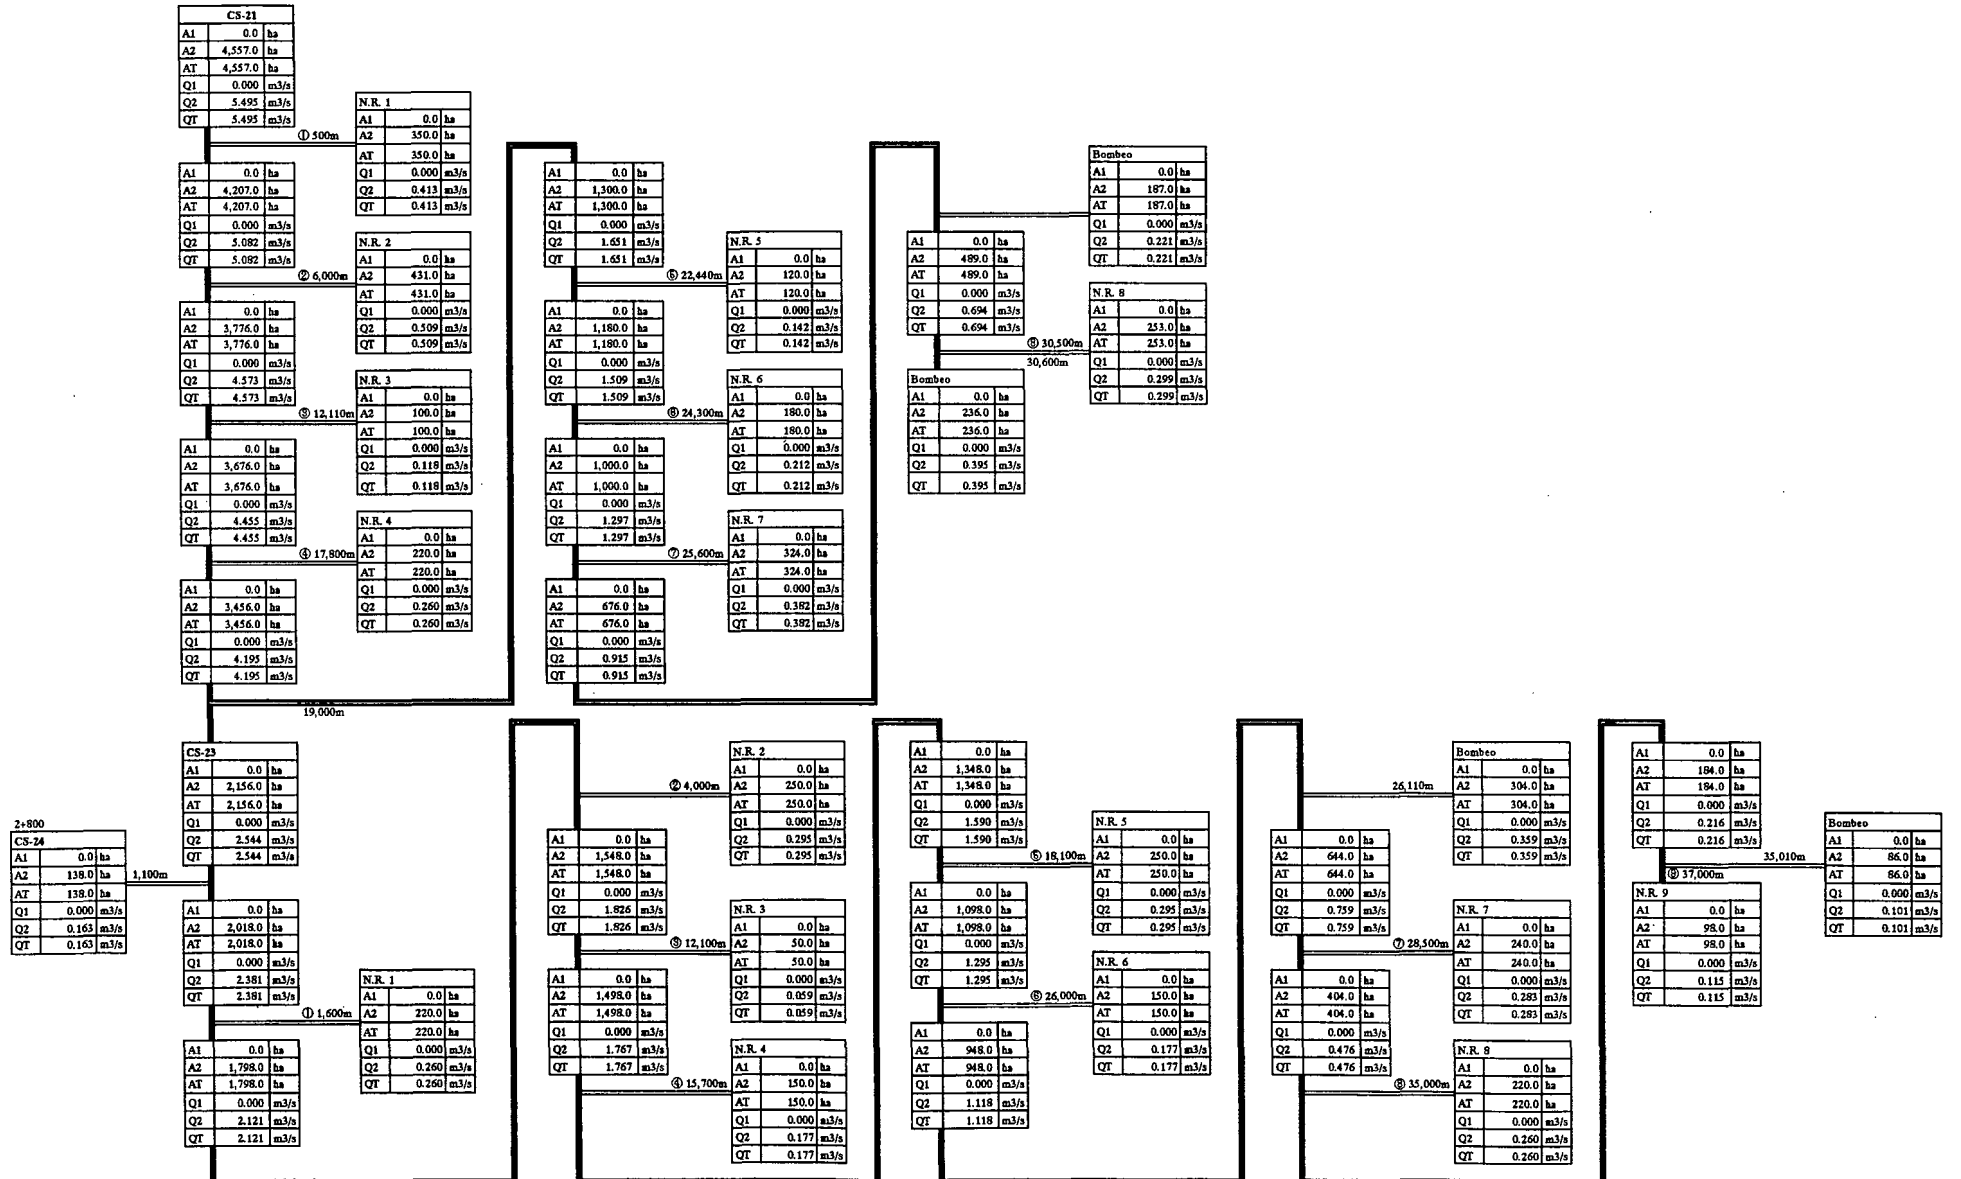 CS-21
A1 0.0 ha
A2 4,557.0 ha
AT 4,557.0 ha
Q1 0.000 m3/s
Q2 5.495 m3/s
QT 5.495 m3/s
① 500m
N.R. 1
A1 0.0 ha
A2 350.0 ha
AT 350.0 ha
Q1 0.000 m3/s
Q2 0.413 m3/s
QT 0.413 m3/s
A1 0.0 ha
A2 4,207.0 ha
AT 4,207.0 ha
Q1 0.000 m3/s
Q2 5.082 m3/s
QT 5.082 m3/s
② 6,000m
N.R. 2
A1 0.0 ha
A2 431.0 ha
AT 431.0 ha
Q1 0.000 m3/s
Q2 0.509 m3/s
QT 0.509 m3/s
A1 0.0 ha
A2 3,776.0 ha
AT 3,776.0 ha
Q1 0.000 m3/s
Q2 4.573 m3/s
QT 4.573 m3/s
③ 12,110m
N.R. 3
A1 0.0 ha
A2 100.0 ha
AT 100.0 ha
Q1 0.000 m3/s
Q2 0.118 m3/s
QT 0.118 m3/s
A1 0.0 ha
A2 3,676.0 ha
AT 3,676.0 ha
Q1 0.000 m3/s
Q2 4.455 m3/s
QT 4.455 m3/s
④ 17,800m
N.R. 4
A1 0.0 ha
A2 220.0 ha
AT 220.0 ha
Q1 0.000 m3/s
Q2 0.260 m3/s
QT 0.260 m3/s
A1 0.0 ha
A2 3,456.0 ha
AT 3,456.0 ha
Q1 0.000 m3/s
Q2 4.195 m3/s
QT 4.195 m3/s
19,000m
A1 0.0 ha
A2 1,300.0 ha
AT 1,300.0 ha
Q1 0.000 m3/s
Q2 1.651 m3/s
QT 1.651 m3/s
⑤ 22,440m
N.R. 5
A1 0.0 ha
A2 120.0 ha
AT 120.0 ha
Q1 0.000 m3/s
Q2 0.142 m3/s
QT 0.142 m3/s
A1 0.0 ha
A2 1,180.0 ha
AT 1,180.0 ha
Q1 0.000 m3/s
Q2 1.509 m3/s
QT 1.509 m3/s
⑥ 24,300m
N.R. 6
A1 0.0 ha
A2 180.0 ha
AT 180.0 ha
Q1 0.000 m3/s
Q2 0.212 m3/s
QT 0.212 m3/s
A1 0.0 ha
A2 1,000.0 ha
AT 1,000.0 ha
Q1 0.000 m3/s
Q2 1.297 m3/s
QT 1.297 m3/s
⑦ 25,600m
N.R. 7
A1 0.0 ha
A2 324.0 ha
AT 324.0 ha
Q1 0.000 m3/s
Q2 0.382 m3/s
QT 0.382 m3/s
A1 0.0 ha
A2 676.0 ha
AT 676.0 ha
Q1 0.000 m3/s
Q2 0.915 m3/s
QT 0.915 m3/s
Bombeo
A1 0.0 ha
A2 187.0 ha
AT 187.0 ha
Q1 0.000 m3/s
Q2 0.221 m3/s
QT 0.221 m3/s
A1 0.0 ha
A2 489.0 ha
AT 489.0 ha
Q1 0.000 m3/s
Q2 0.694 m3/s
QT 0.694 m3/s
⑧ 30,500m
30,600m
N.R. 8
A1 0.0 ha
A2 253.0 ha
AT 253.0 ha
Q1 0.000 m3/s
Q2 0.299 m3/s
QT 0.299 m3/s
Bombeo
A1 0.0 ha
A2 236.0 ha
AT 236.0 ha
Q1 0.000 m3/s
Q2 0.395 m3/s
QT 0.395 m3/s
CS-23
A1 0.0 ha
A2 2,156.0 ha
AT 2,156.0 ha
Q1 0.000 m3/s
Q2 2.544 m3/s
QT 2.544 m3/s
2+800
CS-24
A1 0.0 ha
A2 138.0 ha
AT 138.0 ha
Q1 0.000 m3/s
Q2 0.163 m3/s
QT 0.163 m3/s
1,100m
A1 0.0 ha
A2 2,018.0 ha
AT 2,018.0 ha
Q1 0.000 m3/s
Q2 2.381 m3/s
QT 2.381 m3/s
① 1,600m
N.R. 1
A1 0.0 ha
A2 220.0 ha
AT 220.0 ha
Q1 0.000 m3/s
Q2 0.260 m3/s
QT 0.260 m3/s
A1 0.0 ha
A2 1,798.0 ha
AT 1,798.0 ha
Q1 0.000 m3/s
Q2 2.121 m3/s
QT 2.121 m3/s
② 4,000m
N.R. 2
A1 0.0 ha
A2 250.0 ha
AT 250.0 ha
Q1 0.000 m3/s
Q2 0.295 m3/s
QT 0.295 m3/s
A1 0.0 ha
A2 1,548.0 ha
AT 1,548.0 ha
Q1 0.000 m3/s
Q2 1.826 m3/s
QT 1.826 m3/s
③ 12,100m
N.R. 3
A1 0.0 ha
A2 50.0 ha
AT 50.0 ha
Q1 0.000 m3/s
Q2 0.059 m3/s
QT 0.059 m3/s
A1 0.0 ha
A2 1,498.0 ha
AT 1,498.0 ha
Q1 0.000 m3/s
Q2 1.767 m3/s
QT 1.767 m3/s
④ 15,700m
N.R. 4
A1 0.0 ha
A2 150.0 ha
AT 150.0 ha
Q1 0.000 m3/s
Q2 0.177 m3/s
QT 0.177 m3/s
A1 0.0 ha
A2 1,348.0 ha
AT 1,348.0 ha
Q1 0.000 m3/s
Q2 1.590 m3/s
QT 1.590 m3/s
⑤ 18,100m
N.R. 5
A1 0.0 ha
A2 250.0 ha
AT 250.0 ha
Q1 0.000 m3/s
Q2 0.295 m3/s
QT 0.295 m3/s
A1 0.0 ha
A2 1,098.0 ha
AT 1,098.0 ha
Q1 0.000 m3/s
Q2 1.295 m3/s
QT 1.295 m3/s
⑥ 26,000m
N.R. 6
A1 0.0 ha
A2 150.0 ha
AT 150.0 ha
Q1 0.000 m3/s
Q2 0.177 m3/s
QT 0.177 m3/s
A1 0.0 ha
A2 948.0 ha
AT 948.0 ha
Q1 0.000 m3/s
Q2 1.118 m3/s
QT 1.118 m3/s
26,110m
Bombeo
A1 0.0 ha
A2 304.0 ha
AT 304.0 ha
Q1 0.000 m3/s
Q2 0.359 m3/s
QT 0.359 m3/s
A1 0.0 ha
A2 644.0 ha
AT 644.0 ha
Q1 0.000 m3/s
Q2 0.759 m3/s
QT 0.759 m3/s
⑦ 28,500m
N.R. 7
A1 0.0 ha
A2 240.0 ha
AT 240.0 ha
Q1 0.000 m3/s
Q2 0.283 m3/s
QT 0.283 m3/s
A1 0.0 ha
A2 404.0 ha
AT 404.0 ha
Q1 0.000 m3/s
Q2 0.476 m3/s
QT 0.476 m3/s
⑧ 35,000m
N.R. 8
A1 0.0 ha
A2 220.0 ha
AT 220.0 ha
Q1 0.000 m3/s
Q2 0.260 m3/s
QT 0.260 m3/s
A1 0.0 ha
A2 184.0 ha
AT 184.0 ha
Q1 0.000 m3/s
Q2 0.216 m3/s
QT 0.216 m3/s
35,010m
⑨ 37,000m
Bombeo
A1 0.0 ha
A2 86.0 ha
AT 86.0 ha
Q1 0.000 m3/s
Q2 0.101 m3/s
QT 0.101 m3/s
N.R. 9
A1 0.0 ha
A2 98.0 ha
AT 98.0 ha
Q1 0.000 m3/s
Q2 0.115 m3/s
QT 0.115 m3/s